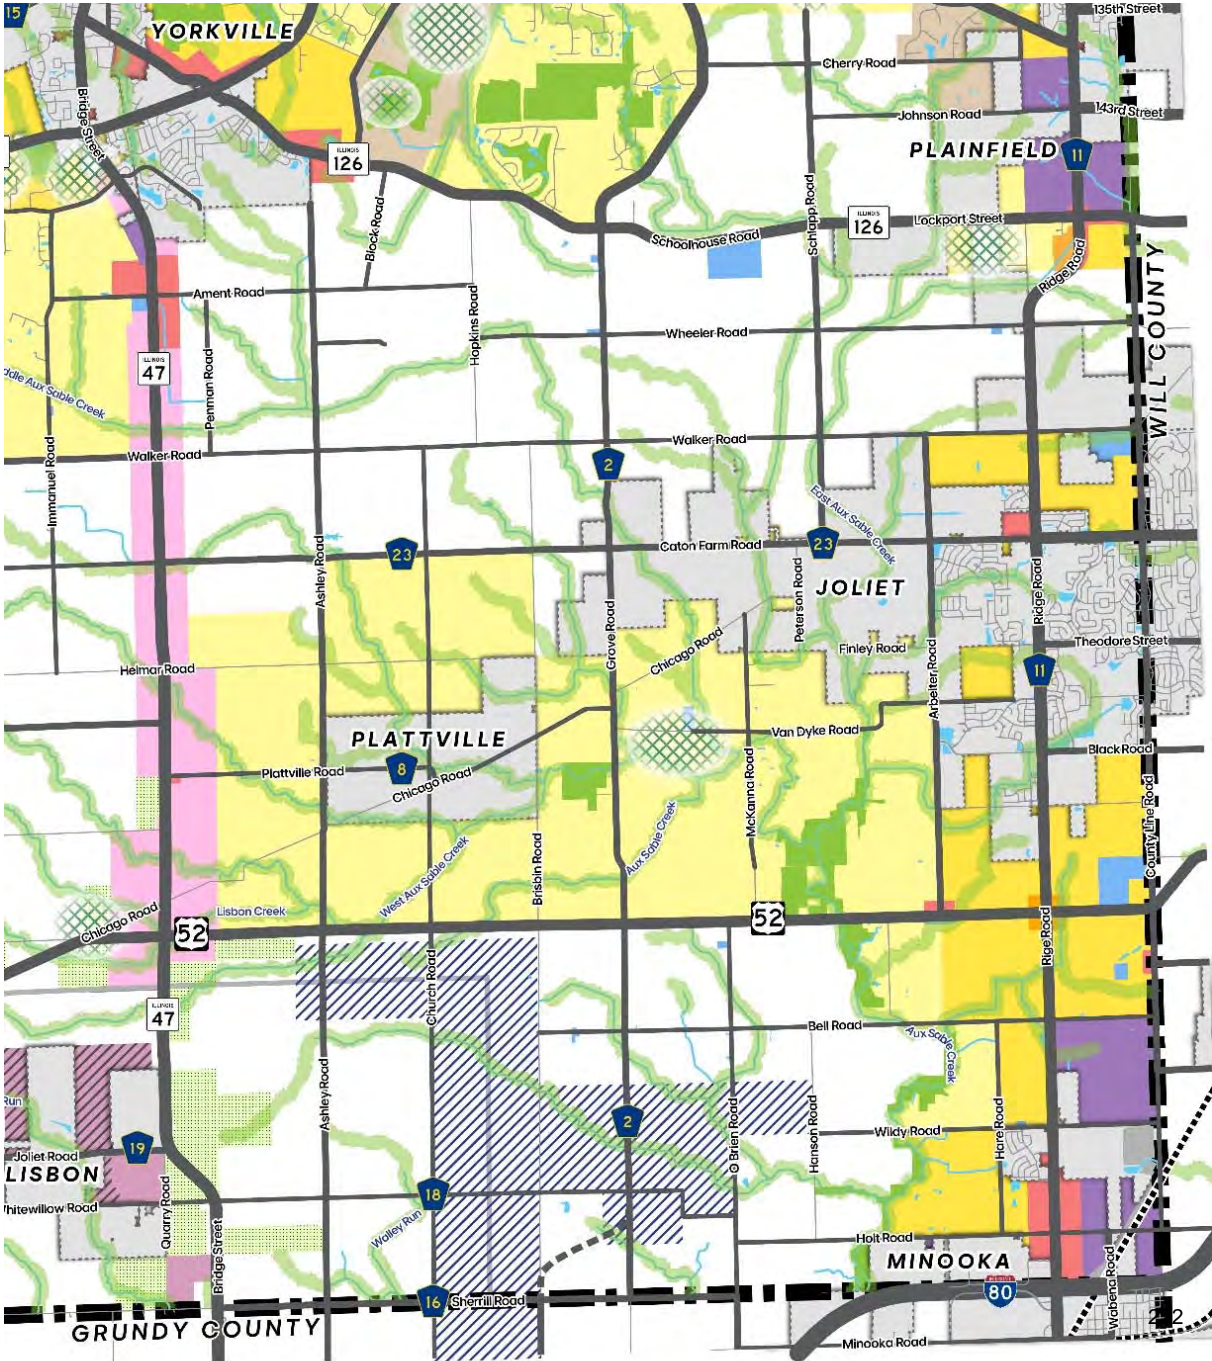 15
YORKVILLE
135th Street
Cherry Road
Bridge Street
Johnson Road
143rd Street
ILLINOIS
126
PLAINFIELD
11
Block Road
Schlapp Road
ILLINOIS
126
Lockport Street
Schoolhouse Road
Ridge Road
WILL COUNTY
Ament Road
Hopkins Road
Wheeler Road
ILLINOIS
47
Penman Road
ddle Aux Sable Creek
Immanuel Road
Walker Road
Walker Road
2
East Aux Sable Creek
23
Caton Farm Road
23
Ashley Road
Peterson Road
JOLIET
Ridge Road
Grove Road
Chicago Road
Finley Road
Theodore Street
Helmar Road
11
Arbeiter Road
PLATTVILLE
Van Dyke Road
Black Road
Plattville Road
8
Chicago Road
McKanna Road
County Line Road
Aux Sable Creek
West Aux Sable Creek
Brisbin Road
Lisbon Creek
Chicago Road
52
52
Rige Road
Church Road
ILLINOIS
47
Bell Road
Aux Sable Creek
Ashley Road
Run
2
O Brien Road
Hanson Road
Wildy Road
Hare Road
19
Joliet Road
LISBON
18
Whitewillow Road
Quarry Road
Walley Run
Bridge Street
Holt Road
MINOOKA
80
Wabena Road
16
Sherrill Road
GRUNDY COUNTY
Minooka Road